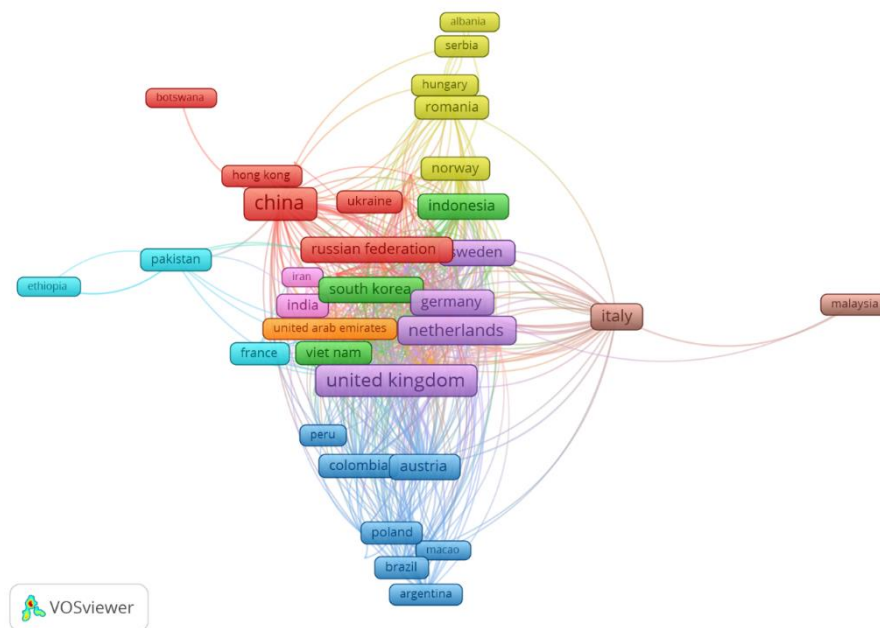 albania
serbia
hungary
botswana
romania
norway
hong kong
china
ukraine
indonesia
russian federation
sweden
pakistan
iran
ethiopia
south korea
germany
india
malaysia
italy
united arab emirates
netherlands
france
viet nam
united kingdom
peru
colombia
austria
poland
macao
brazil
argentina
VOSviewer